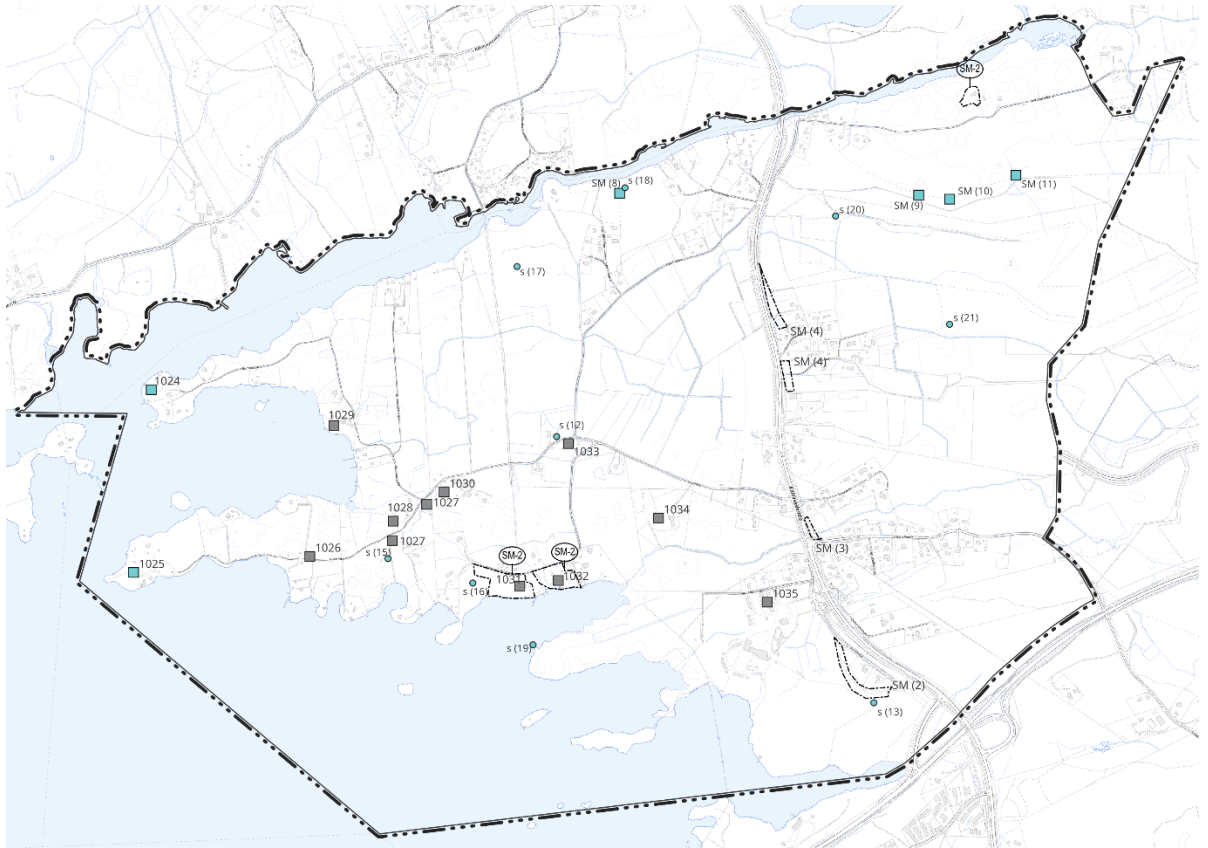 SM-2
SM (8)
s (18)
SM (11)
SM (9)
SM (10)
s (20)
s (17)
s (21)
SM (4)
SM (4)
1024
1029
s (12)
1033
1030
1027
1028
1034
1027
SM (3)
1026
s (15)
SM-2
SM-2
1025
1031
1032
s (16)
1035
s (19)
SM (2)
s (13)